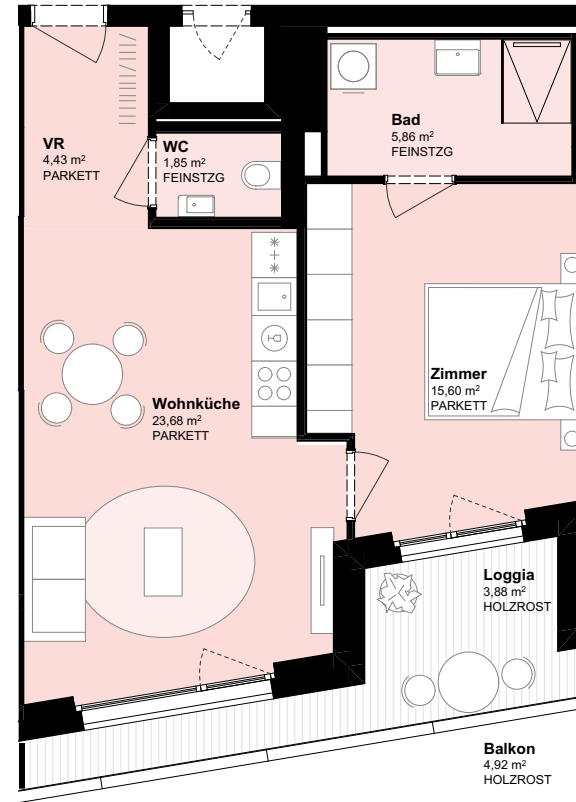 VR
4,43 m²
PARKETT
WC
1,85 m²
FEINSTZG
Bad
5,86 m²
FEINSTZG
Wohnküche
23,68 m²
PARKETT
Zimmer
15,60 m²
PARKETT
Loggia
3,88 m²
HOLZROST
Balkon
4,92 m²
HOLZROST